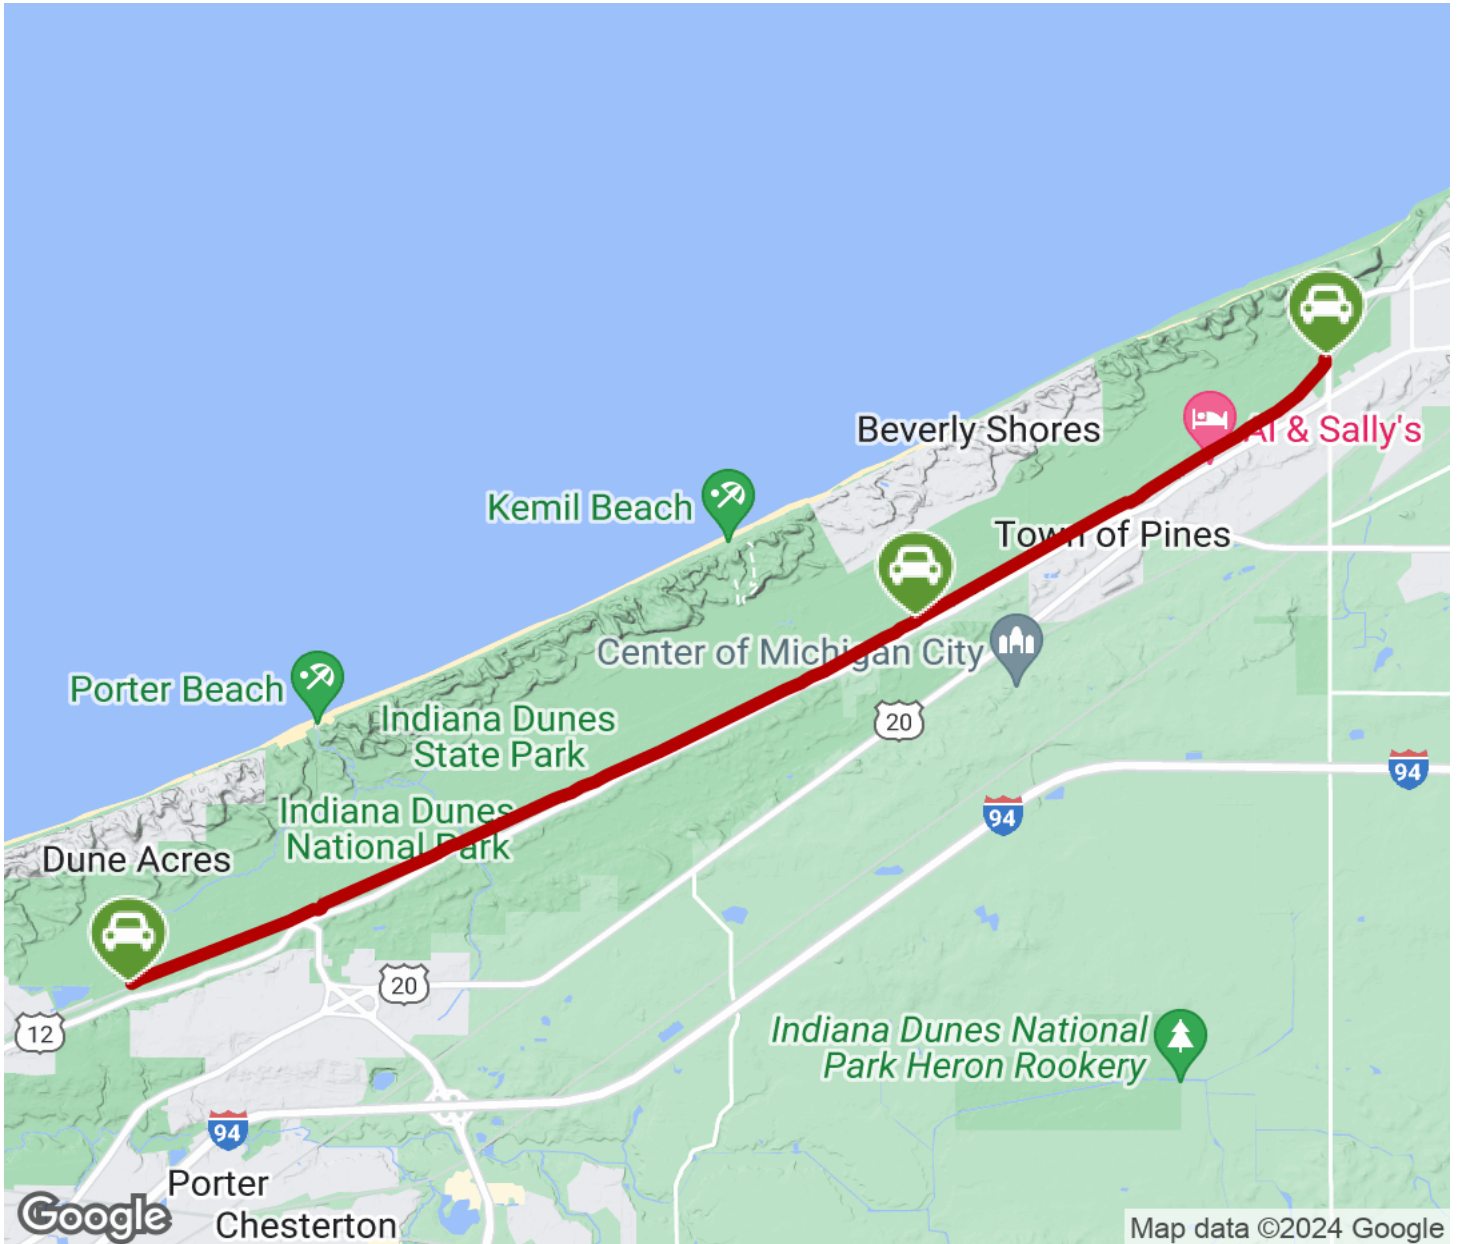 Beverly Shores
Al & Sally's
Kemil Beach
Town of Pines
Center of Michigan City
Porter Beach
Indiana Dunes
State Park
20
94
94
Indiana Dunes
National Park
Dune Acres
20
12
Indiana Dunes National
Park Heron Rookery
94
Porter
Chesterton
Google
Map data ©2024 Google